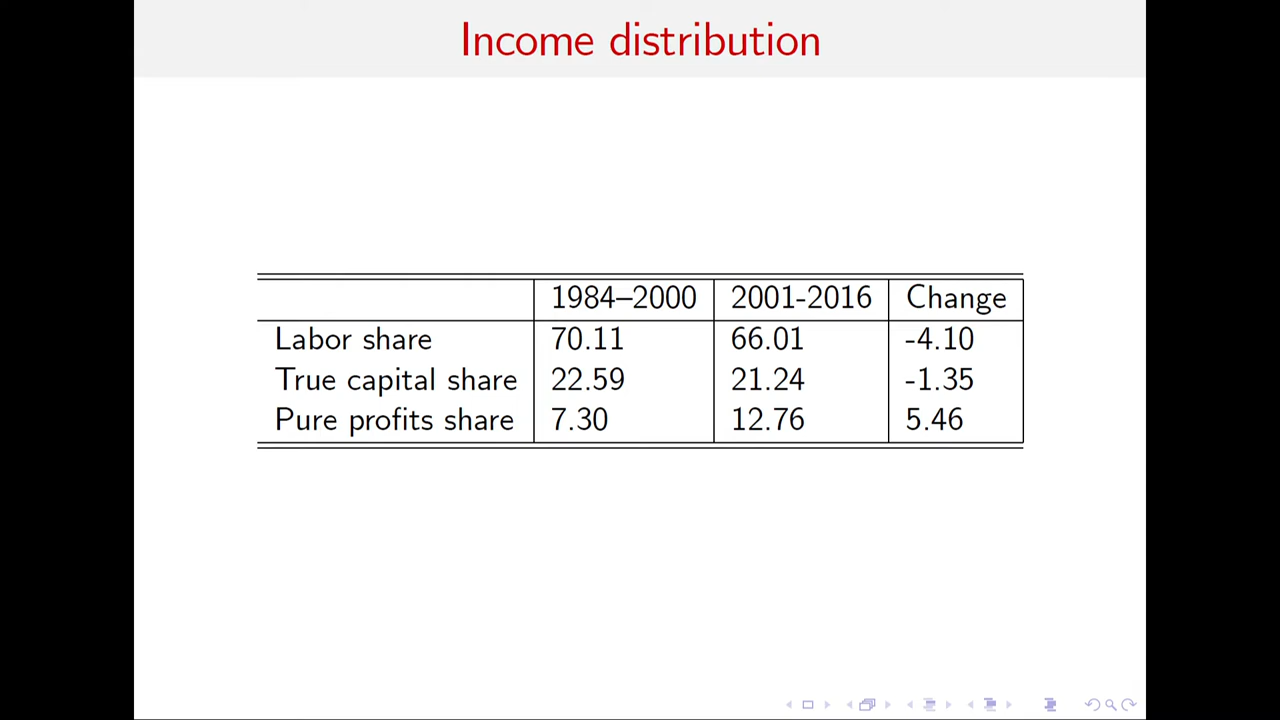 Income distribution
1984–2000 2001-2016 Change
Labor share 70.11 66.01 -4.10
True capital share 22.59 21.24 -1.35
Pure profits share 7.30 12.76 5.46